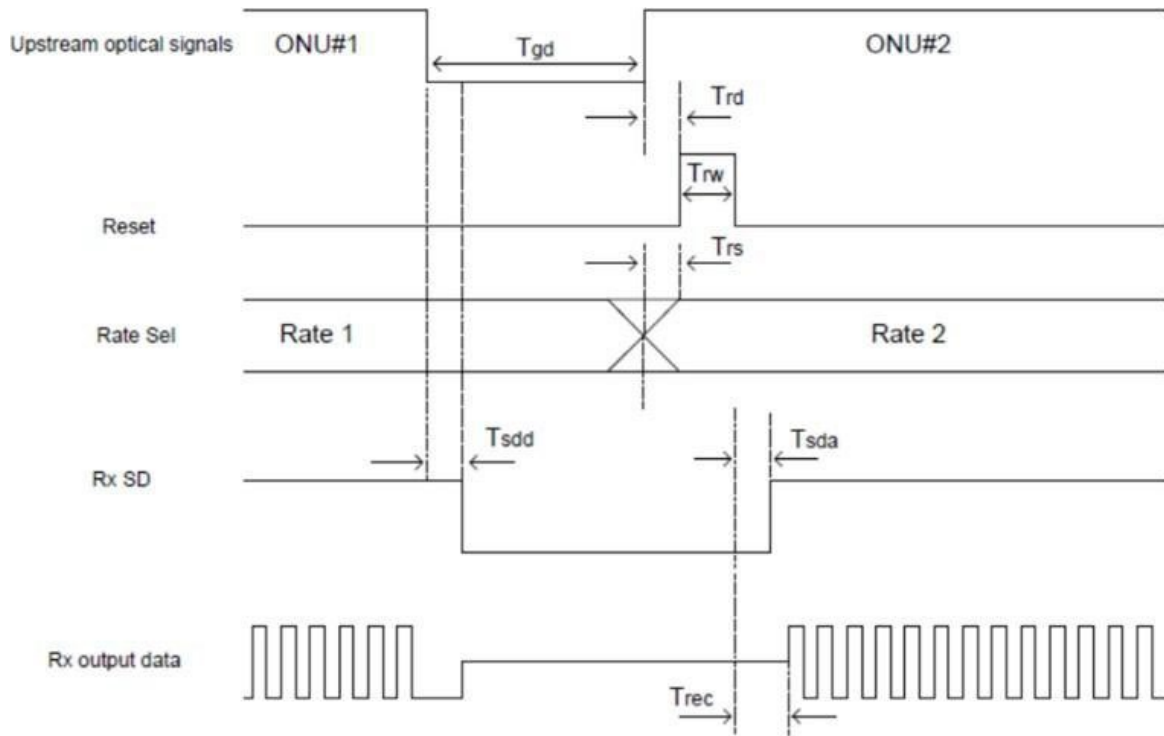 Upstream optical signals
ONU#1
Tgd
ONU#2
Trd
Trw
Reset
Trs
Rate Sel
Rate 1
Rate 2
Tsdd
Tsda
Rx SD
Rx output data
Trec